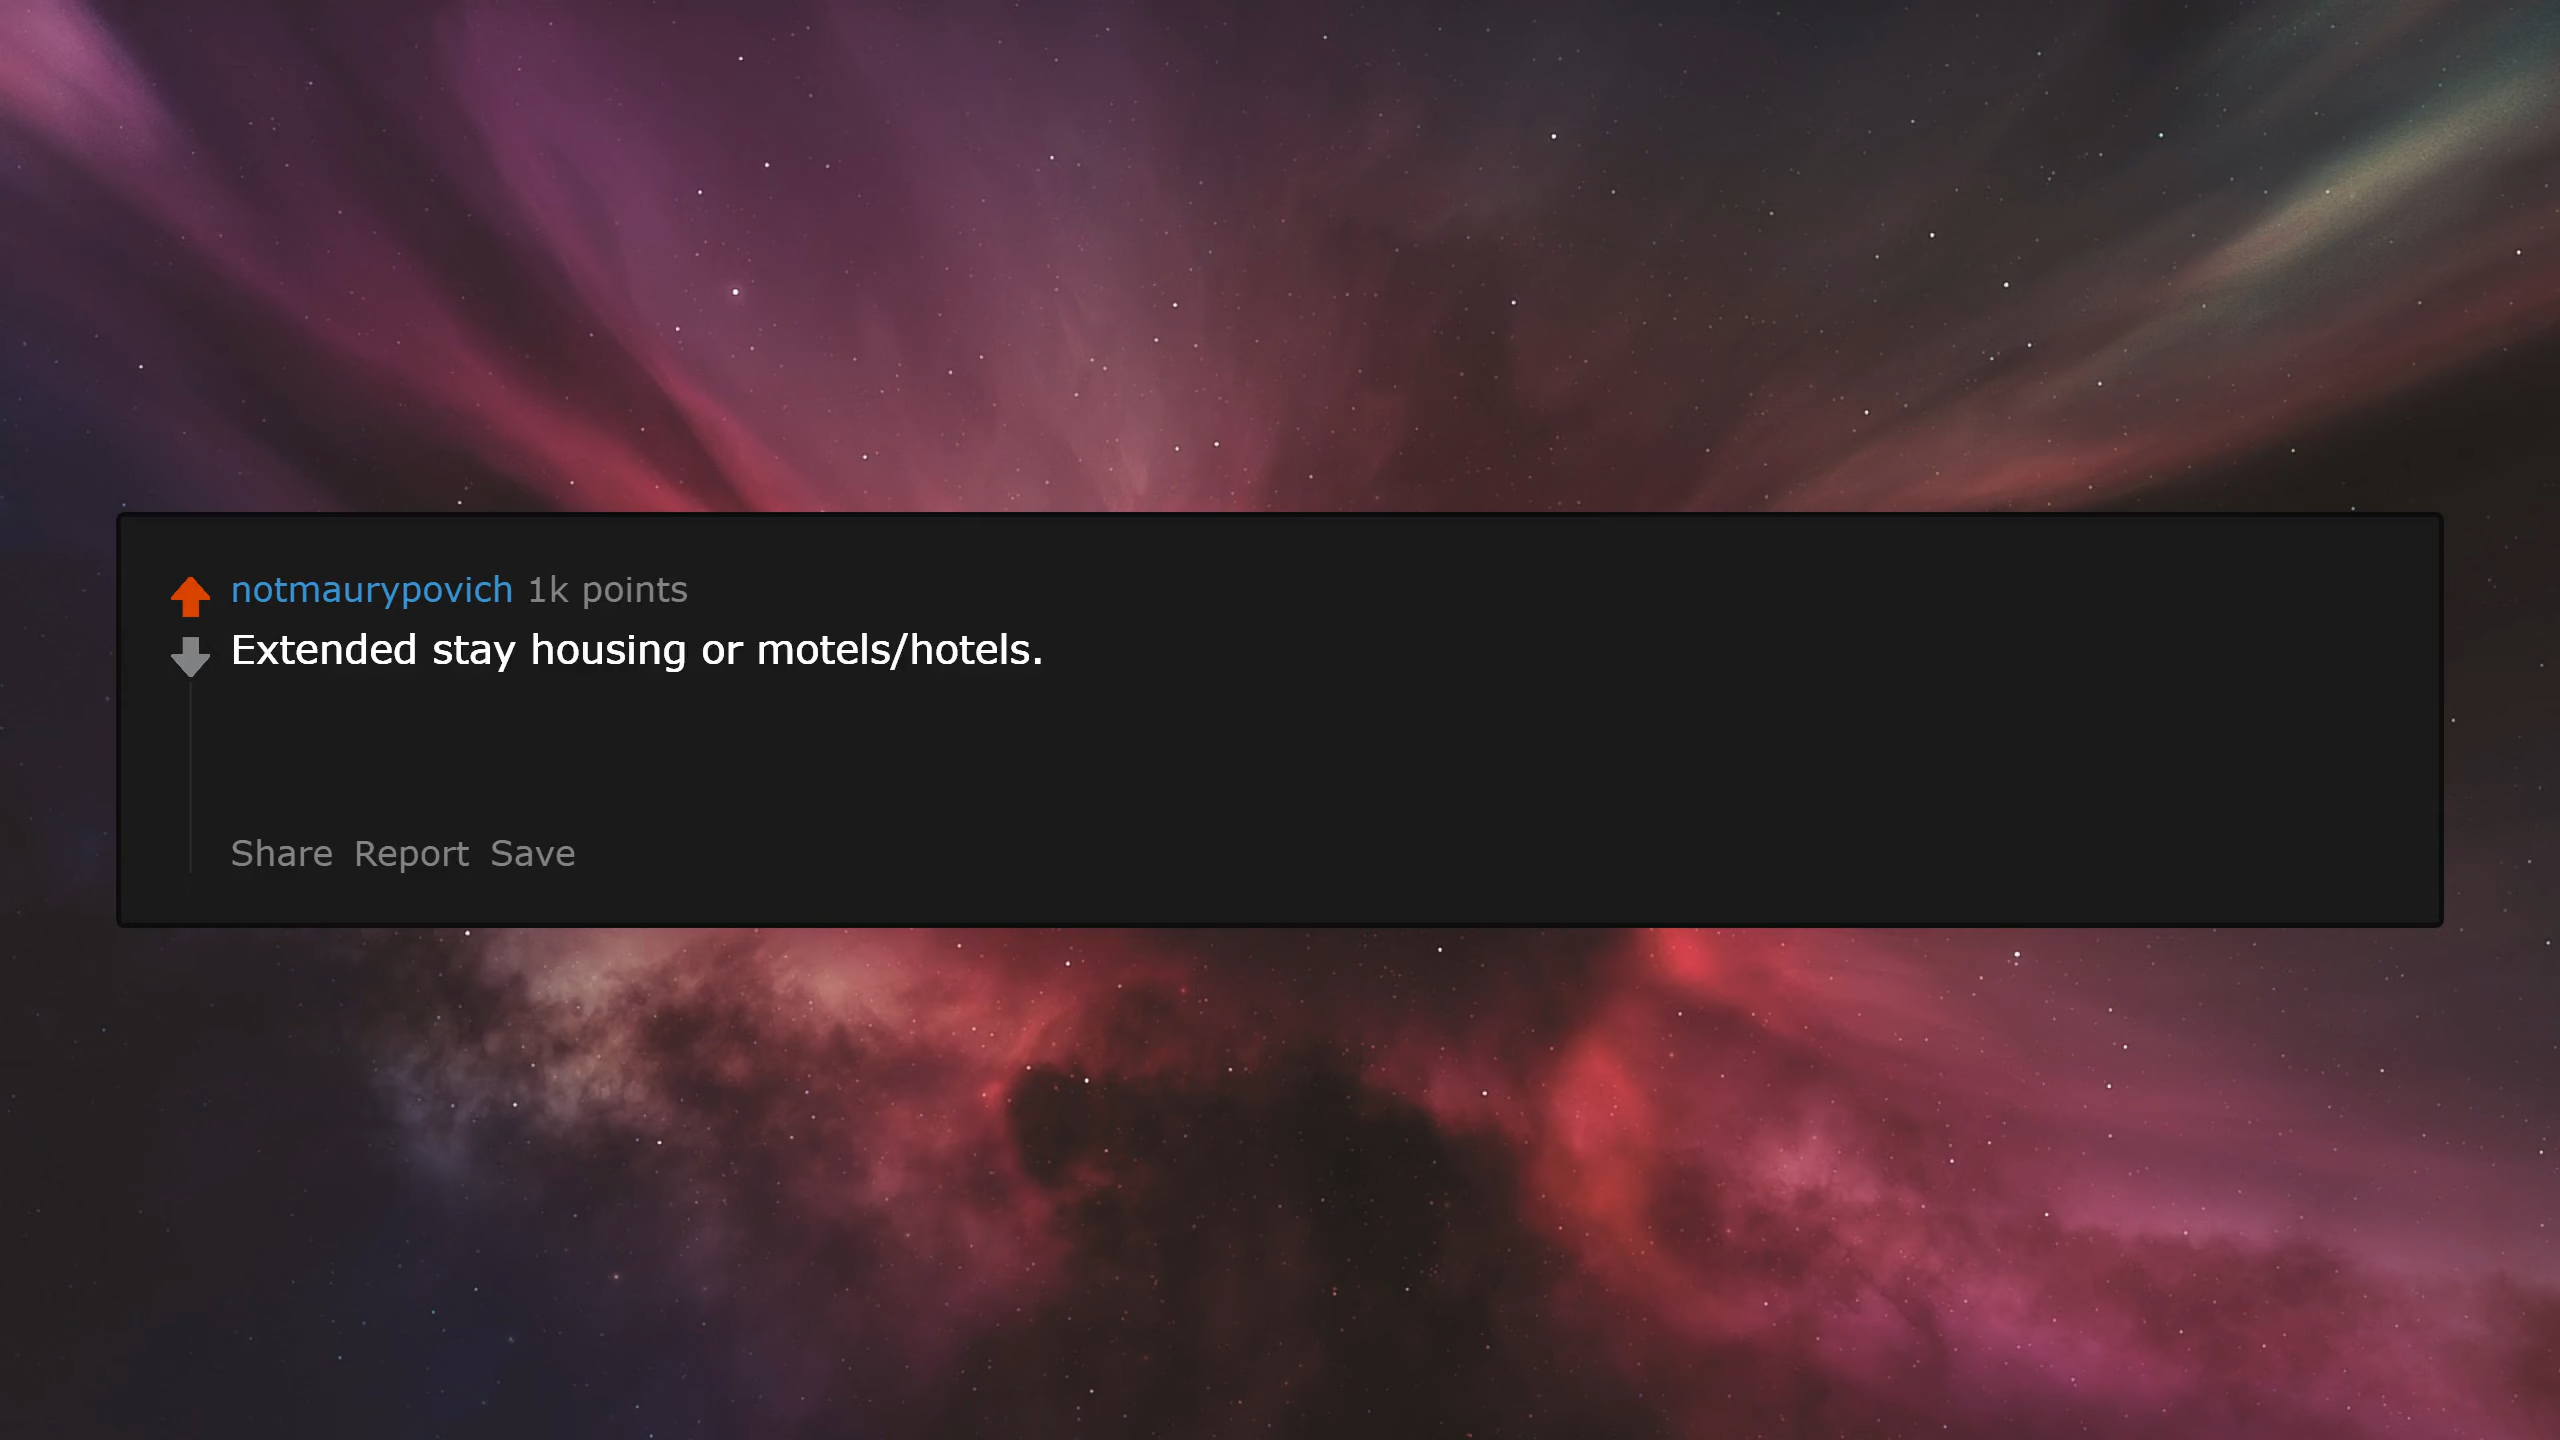 notmaurypovich 1k points
Extended stay housing or motels/hotels.
Share Report Save